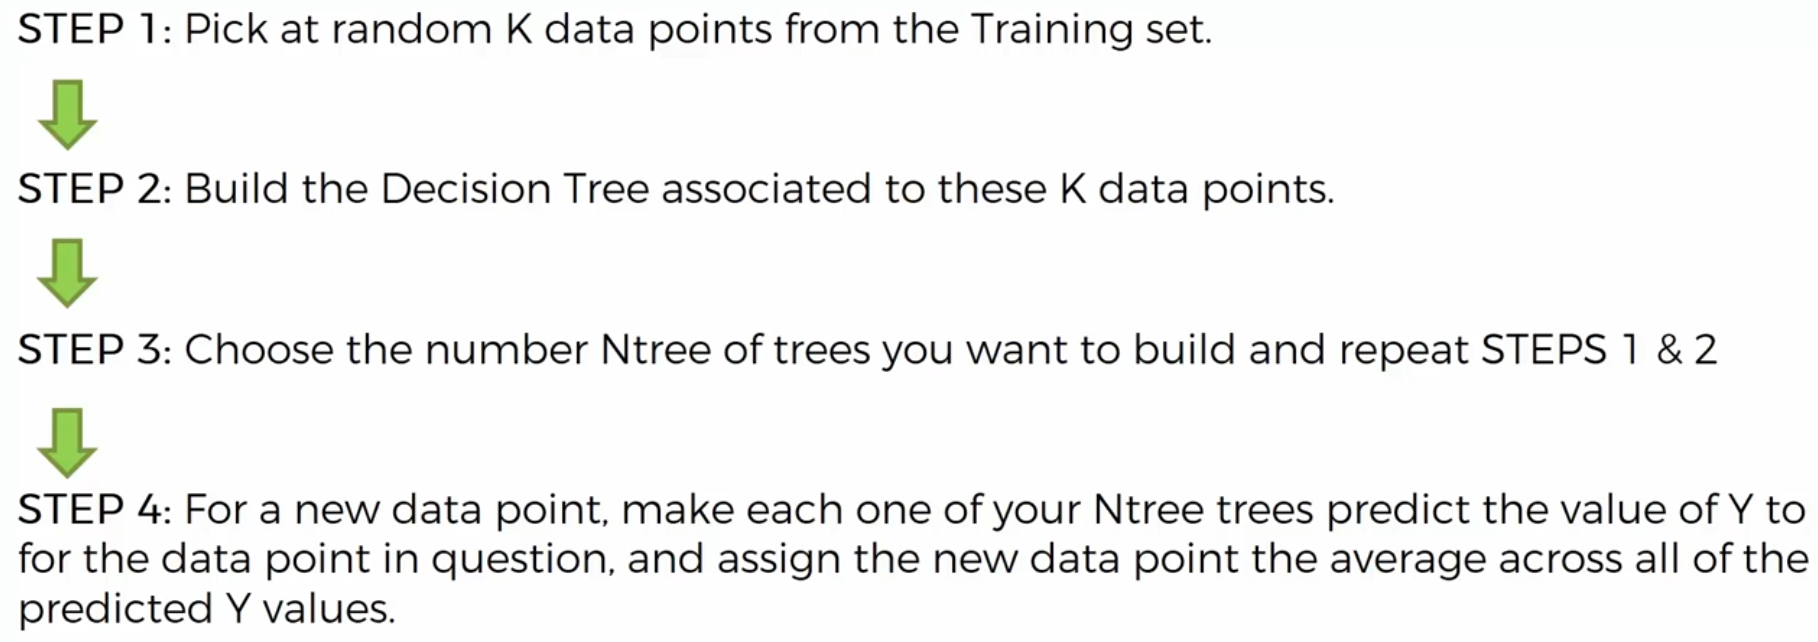 STEP 1: Pick at random K data points from the Training set.
STEP 2: Build the Decision Tree associated to these K data points.
STEP 3: Choose the number Ntree of trees you want to build and repeat STEPS 1 & 2
STEP 4: For a new data point, make each one of your Ntree trees predict the value of Y to
for the data point in question, and assign the new data point the average across all of the
predicted Y values.